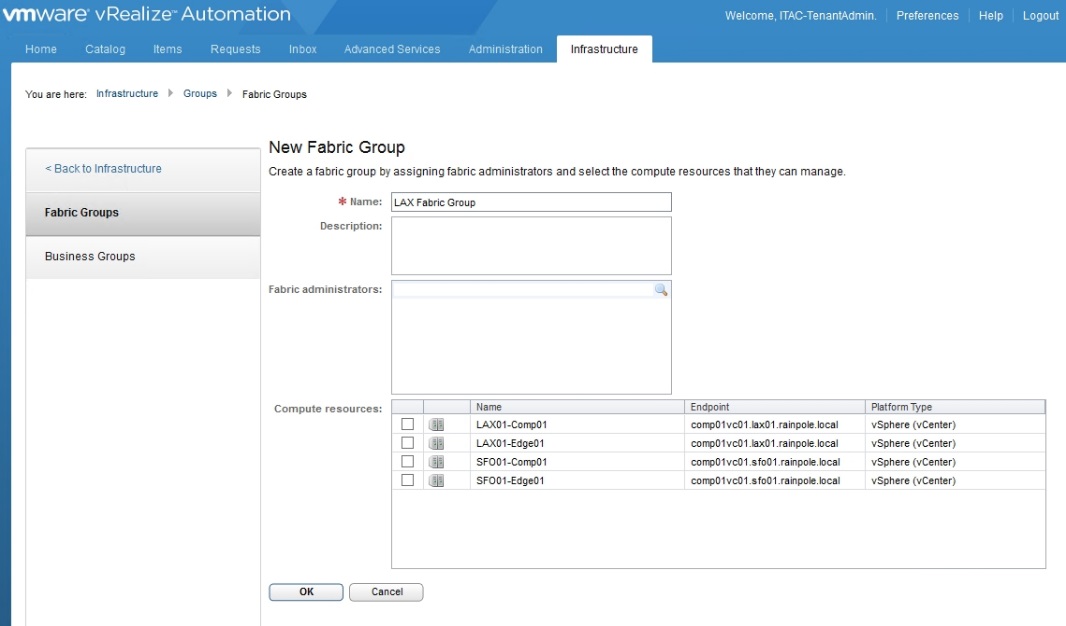 vmware® vRealize™ Automation
Welcome, ITAC-TenantAdmin. Preferences Help Logout
Home Catalog Items Requests Inbox Advanced Services Administration Infrastructure
You are here: Infrastructure Groups Fabric Groups
< Back to Infrastructure
Fabric Groups
Business Groups
New Fabric Group
Create a fabric group by assigning fabric administrators and select the compute resources that they can manage.
* Name: LAX Fabric Group
Description:
Fabric administrators:
Compute resources:
Name Endpoint Platform Type
LAX01-Comp01 comp01vc01.lax01.rainpole.local vSphere (vCenter)
LAX01-Edge01 comp01vc01.lax01.rainpole.local vSphere (vCenter)
SFO01-Comp01 comp01vc01.sfo01.rainpole.local vSphere (vCenter)
SFO01-Edge01 comp01vc01.sfo01.rainpole.local vSphere (vCenter)
OK Cancel